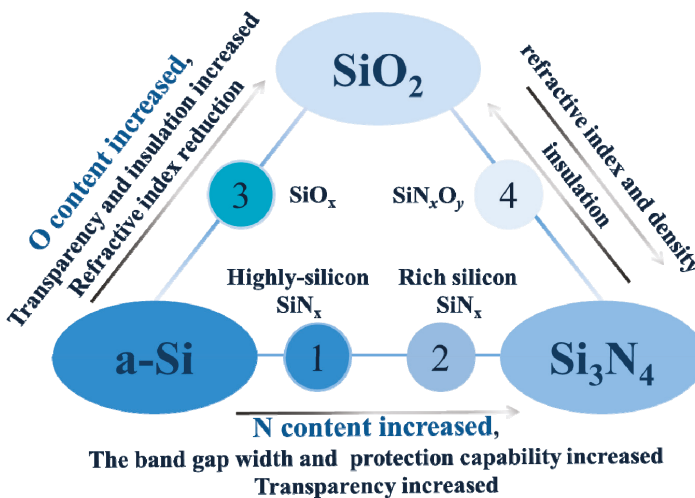 SiO₂
O content increased,
Transparency and insulation increased
Refractive index reduction
refractive index and density
insulation
3
SiOₓ
SiNₓOᵧ
4
Highly-silicon
SiNₓ
Rich silicon
SiNₓ
a-Si
1
2
Si₃N₄
N content increased,
The band gap width and protection capability increased
Transparency increased